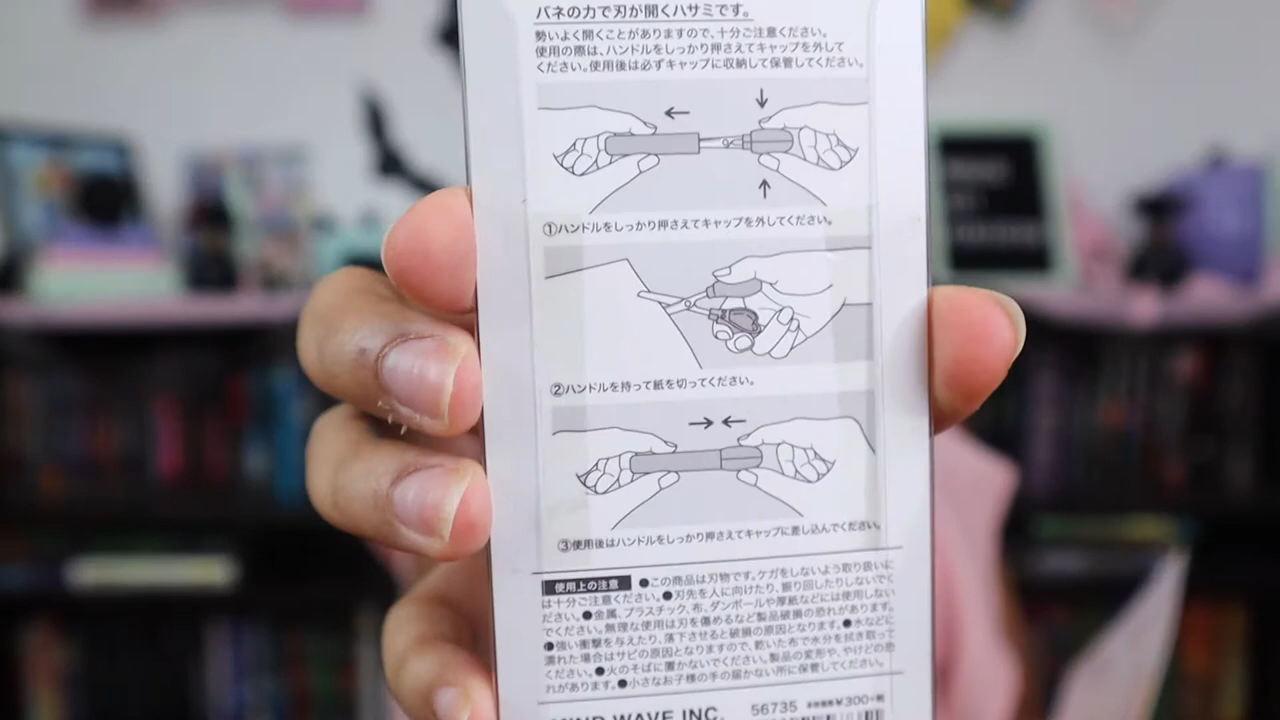 バネの力で刃が開くハサミです。
勢いよく開くことがありますので、十分ご注意ください。
使用の際は、ハンドルをしっかり押さえてキャップを外して
ください。使用後は必ずキャップに収納して保管してください。
①ハンドルをしっかり押さえてキャップを外してください。
②ハンドルを持って紙を切ってください。
③使用後はハンドルをしっかり押さえてキャップに差し込んでください。
使用上の注意 ●この商品は刃物です。ケガをしないよう取り扱いに
は十分ご注意ください。●刃先を人に向けたり、振り回したりしないでく
ださい。●金属、プラスチック、布、ダンボールや厚紙などには使用しない
でください。無理な使用は刃を傷めるなど製品破損の恐れがあります。
●強い衝撃を与えたり、落下させると破損の原因となります。●水などに
濡れた場合はサビの原因となりますので、乾いた布で水分を拭き取って
ください。●火のそばに置かないでください。製品の変形や、やけどの恐
れがあります。●小さなお子様の手の届かない所に保管してください。
MIND WAVE INC. 56735 本体価格¥300+税